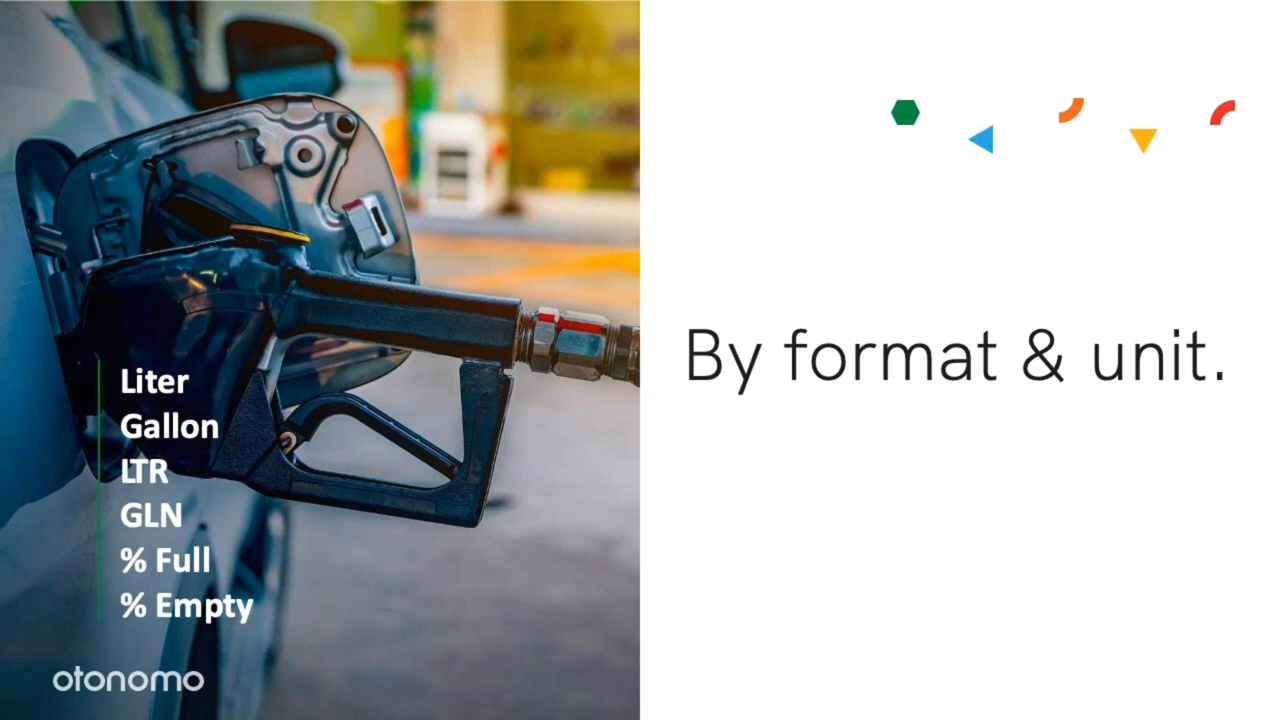 Liter
Gallon
LTR
GLN
% Full
% Empty
otonomo
By format & unit.